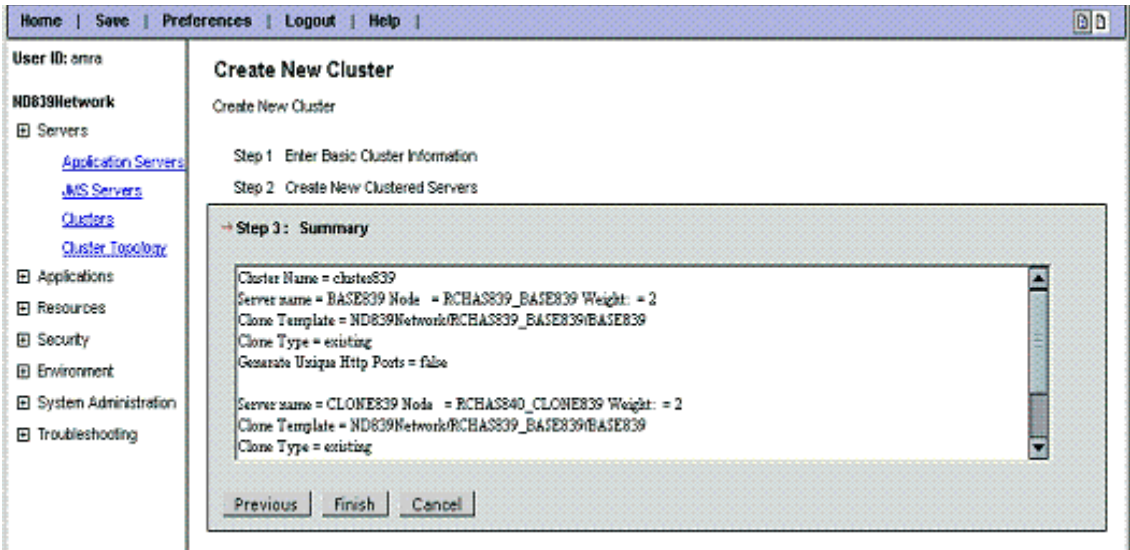 Home | Save | Preferences | Logout | Help |
User ID: amra
ND839Network
Servers
Application Servers
JMS Servers
Clusters
Cluster Topology
Applications
Resources
Security
Environment
System Administration
Troubleshooting
Create New Cluster
Create New Cluster
Step 1 Enter Basic Cluster Information
Step 2 Create New Clustered Servers
Step 3 : Summary
Cluster Name = cluster839
Server name = BASE839 Node = RCHAS839_BASE839 Weight: = 2
Clone Template = ND839Network/RCHAS839_BASE839/BASE839
Clone Type = existing
Generate Unique Http Ports = false
Server name = CLONE839 Node = RCHAS840_CLONE839 Weight: = 2
Clone Template = ND839Network/RCHAS839_BASE839/BASE839
Clone Type = existing
Previous Finish Cancel